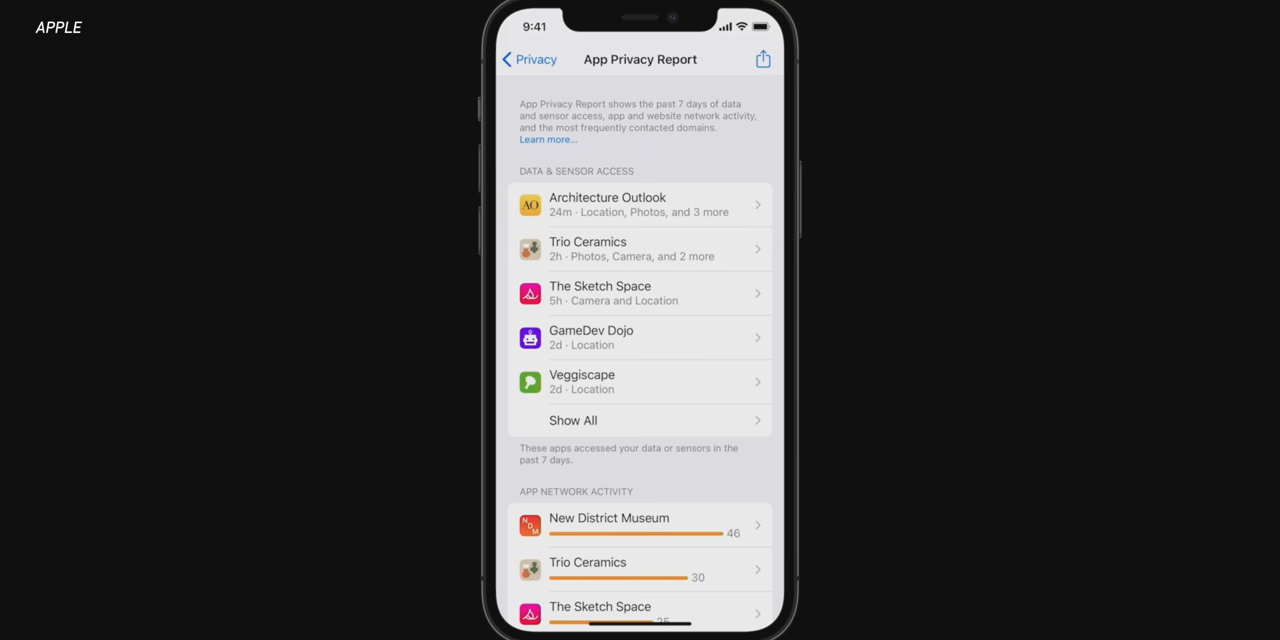 APPLE
9:41
Privacy
App Privacy Report
App Privacy Report shows the past 7 days of data
and sensor access, app and website network activity,
and the most frequently contacted domains.
Learn more...
DATA & SENSOR ACCESS
AO
Architecture Outlook
24m · Location, Photos, and 3 more
Trio Ceramics
2h · Photos, Camera, and 2 more
The Sketch Space
5h · Camera and Location
GameDev Dojo
2d · Location
Veggiscape
2d · Location
Show All
These apps accessed your data or sensors in the
past 7 days.
APP NETWORK ACTIVITY
NDM
New District Museum
46
Trio Ceramics
30
The Sketch Space